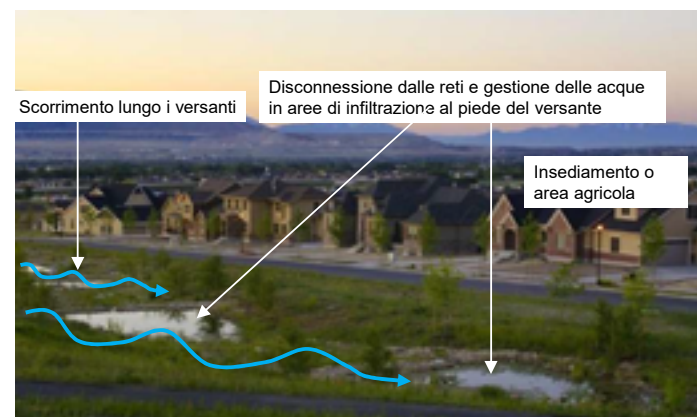 Disconnessione dalle reti e gestione delle acque
in aree di infiltrazione al piede del versante
Scorrimento lungo i versanti
Insediamento o
area agricola